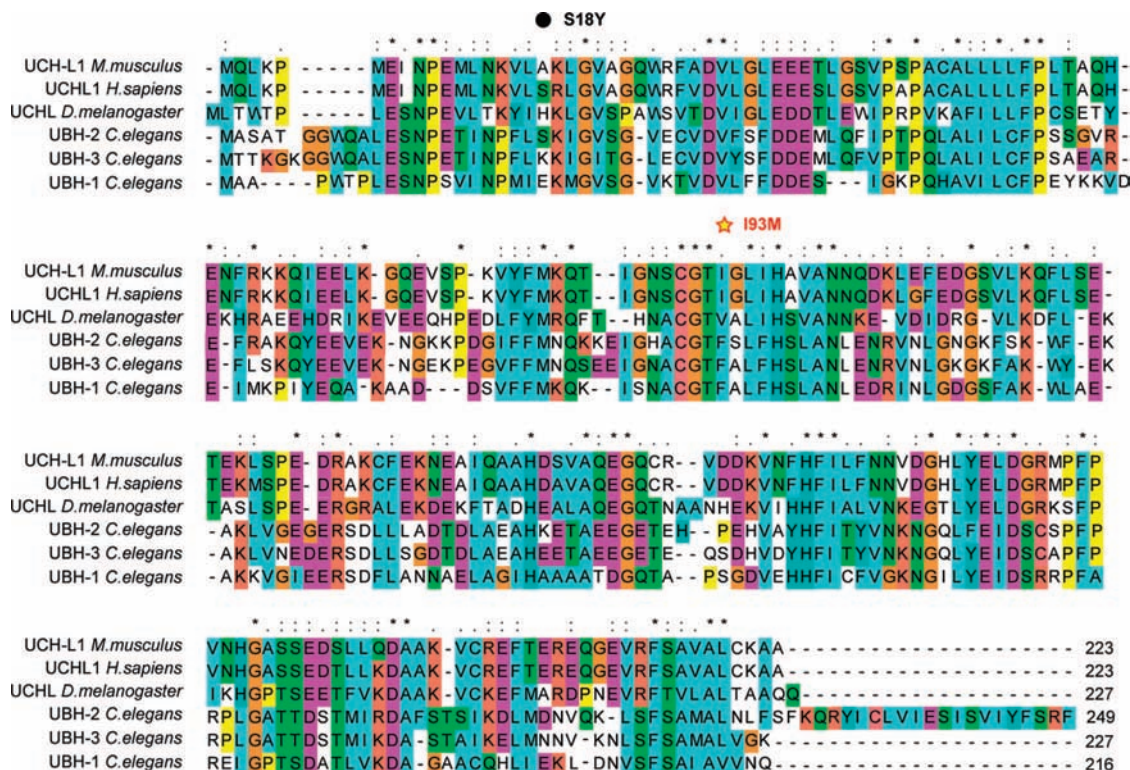 ● S18Y
UCH-L1 M.musculus -MQLKP-----MEINPEMLNKVLAKLGVAGQWRFADVLGLEEETLGSVPSPACALLLLFPLTAQH-
UCHL1 H.sapiens -MQLKP-----MEINPEMLNKVLSRLGVAGQWRFVDVLGLEEESLGSVPAPACALLLLFPLTAQH-
UCHL D.melanogaster MLTWTP-----LESNPEVLTKYIHKLGVSPAWSVTDVIGLEDDTLEWIPRPVKAFILLFPCSETY-
UBH-2 C.elegans -MASATGGWQALESNPETINPFLSKIGVSG-VECVDVFSFDDEMLQFIPTPQLALILCFPSSGVR-
UBH-3 C.elegans -MTTKGKGGWQALESNPETINPFLKKIGITG-LECVDVYSFDDEMLQFVPTPQLALILCFPSAEAR-
UBH-1 C.elegans -MAA----PWTPLESNPSVINPMIEKMGVSG-VKTVDVLFFDDES---IGKPQHAVILCFPEYKKVD
☆ I93M
UCH-L1 M.musculus ENFRKKQIEELK-GQEVSP-KVYFMKQT--IGNSCGTIGLIHAVANNQDKLEFEDGSVLKQFLSE-
UCHL1 H.sapiens ENFRKKQIEELK-GQEVSP-KVYFMKQT--IGNSCGTIGLIHAVANNQDKLGFEDGSVLKQFLSE-
UCHL D.melanogaster EKHRAEEHDRIKEVEEQHPEDLFYMRQFT--HNACGTVALIHSVANNKE-VDIDRG-VLKDFL-EK
UBH-2 C.elegans E-FRAKQYEEVEK-NGKKPDGIFFMNQKKEIGHACGTFSLFHSLANLENRVNLGNGKFSK-WF-EK
UBH-3 C.elegans E-FLSKQYEEVEK-NGEKPEGVFFMNQSEEIGNACGTFALFHSLANLEDRINLGNGKFAK-WF-EK
UBH-1 C.elegans E-IMKPIYEQA-KAAD---DSVFFMKQK--ISNACGTFALFHSLANLEDRINLGDGSFAK-WLAE-
UCH-L1 M.musculus TEKLSPE-DRAKCFEKNEAIQAAHDSVAQEGQCR--VDDKVNFHFILFNNVDGHLYELDGRMPFP
UCHL1 H.sapiens TEKMSPE-DRAKCFEKNEAIQAAHDAVAQEGQCR--VDDKVNFHFILFNNVDGHLYELDGRMPFP
UCHL D.melanogaster TASLSPE-ERGRALEKDEKFTADHEALAQEGQTNAANHEKVIHHFIALVNKEGTLYELDGRKSFP
UBH-2 C.elegans -AKLVGEGERSDLLLADTDLAEAHKETAEEGETEH-PEHVAYHFITYVNKNGQLFEIDSCSPFP
UBH-3 C.elegans -AKLVNEDERSDLLSGDTDLAEAHEETAEEGETE-QSDHVDYHFITYVNKNGQLYEIDSCAPFP
UBH-1 C.elegans -AKKVGIEERSDFLANNAELAGIHAAAATDGQTA--PSGDVEHHFICFVGKNGILYEIDSRRPFA
UCH-L1 M.musculus VNHGASSEDSLLQDAAK-VCREFTEREQGEVRFSAVALCKAA---------------------- 223
UCHL1 H.sapiens VNHGASSEDTLLKDAAK-VCREFTEREQGEVRFSAVALCKAA---------------------- 223
UCHL D.melanogaster IKHGPTSEETFVKDAAK-VCKEFMARDPNEVRFTVLALTAAQQ--------------------- 227
UBH-2 C.elegans RPLGATTDSTMIRDAFSTSIKDLMDNVQK-LSFSAMALNLFSFKQRYICLVIESISVIYFSRF 249
UBH-3 C.elegans RPLGATTDSTMIKDA-STAIKELMNNV-KNLSFSAMALVGK----------------------- 227
UBH-1 C.elegans REIGPTSDATLVKDA-GAACQHLIEKL-DNVSFSAIAVVNQ----------------------- 216